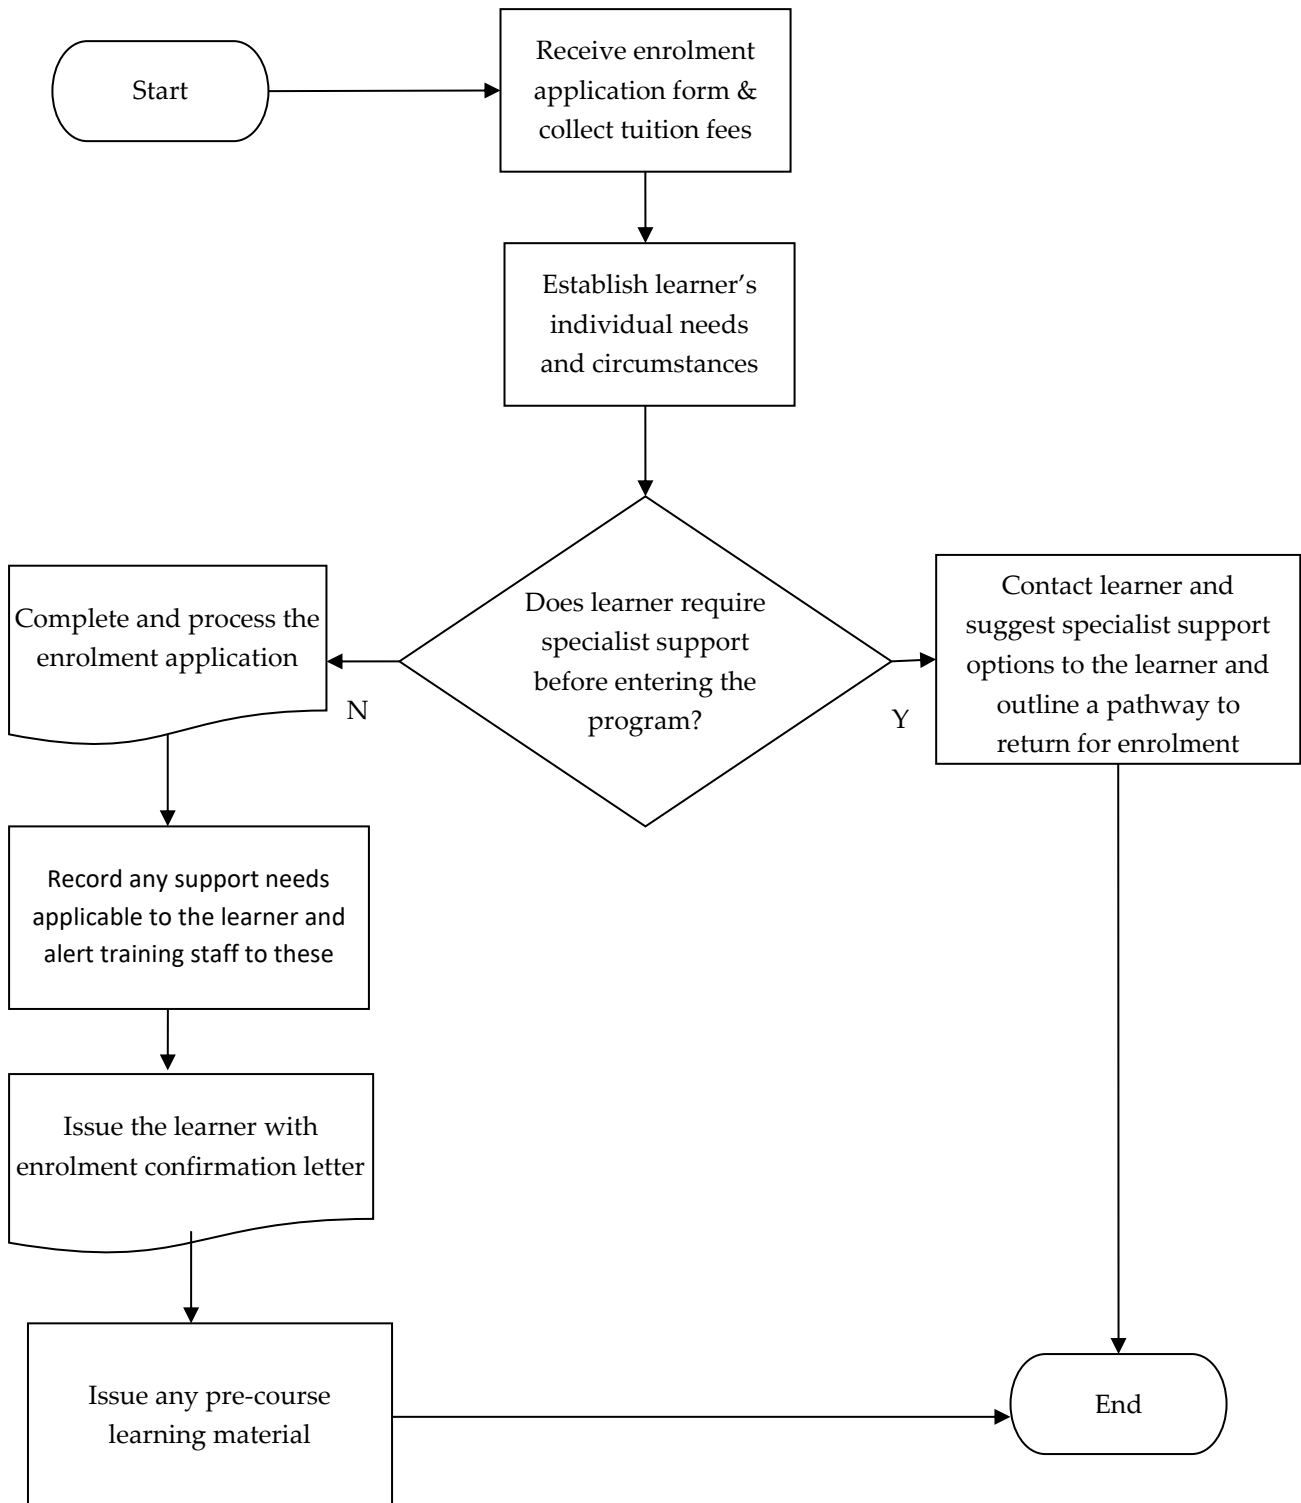 Start
Receive enrolment
application form &
collect tuition fees
Establish learner’s
individual needs
and circumstances
Does learner require
specialist support
before entering the
program?
N
Y
Complete and process the
enrolment application
Contact learner and
suggest specialist support
options to the learner and
outline a pathway to
return for enrolment
Record any support needs
applicable to the learner and
alert training staff to these
Issue the learner with
enrolment confirmation letter
Issue any pre-course
learning material
End